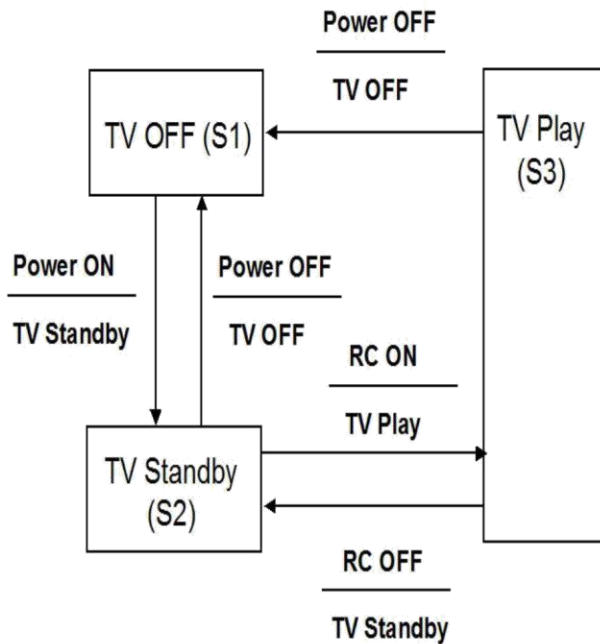 Power OFF
TV OFF
TV OFF (S1)
TV Play
(S3)
Power ON
TV Standby
Power OFF
TV OFF
RC ON
TV Play
TV Standby
(S2)
RC OFF
TV Standby